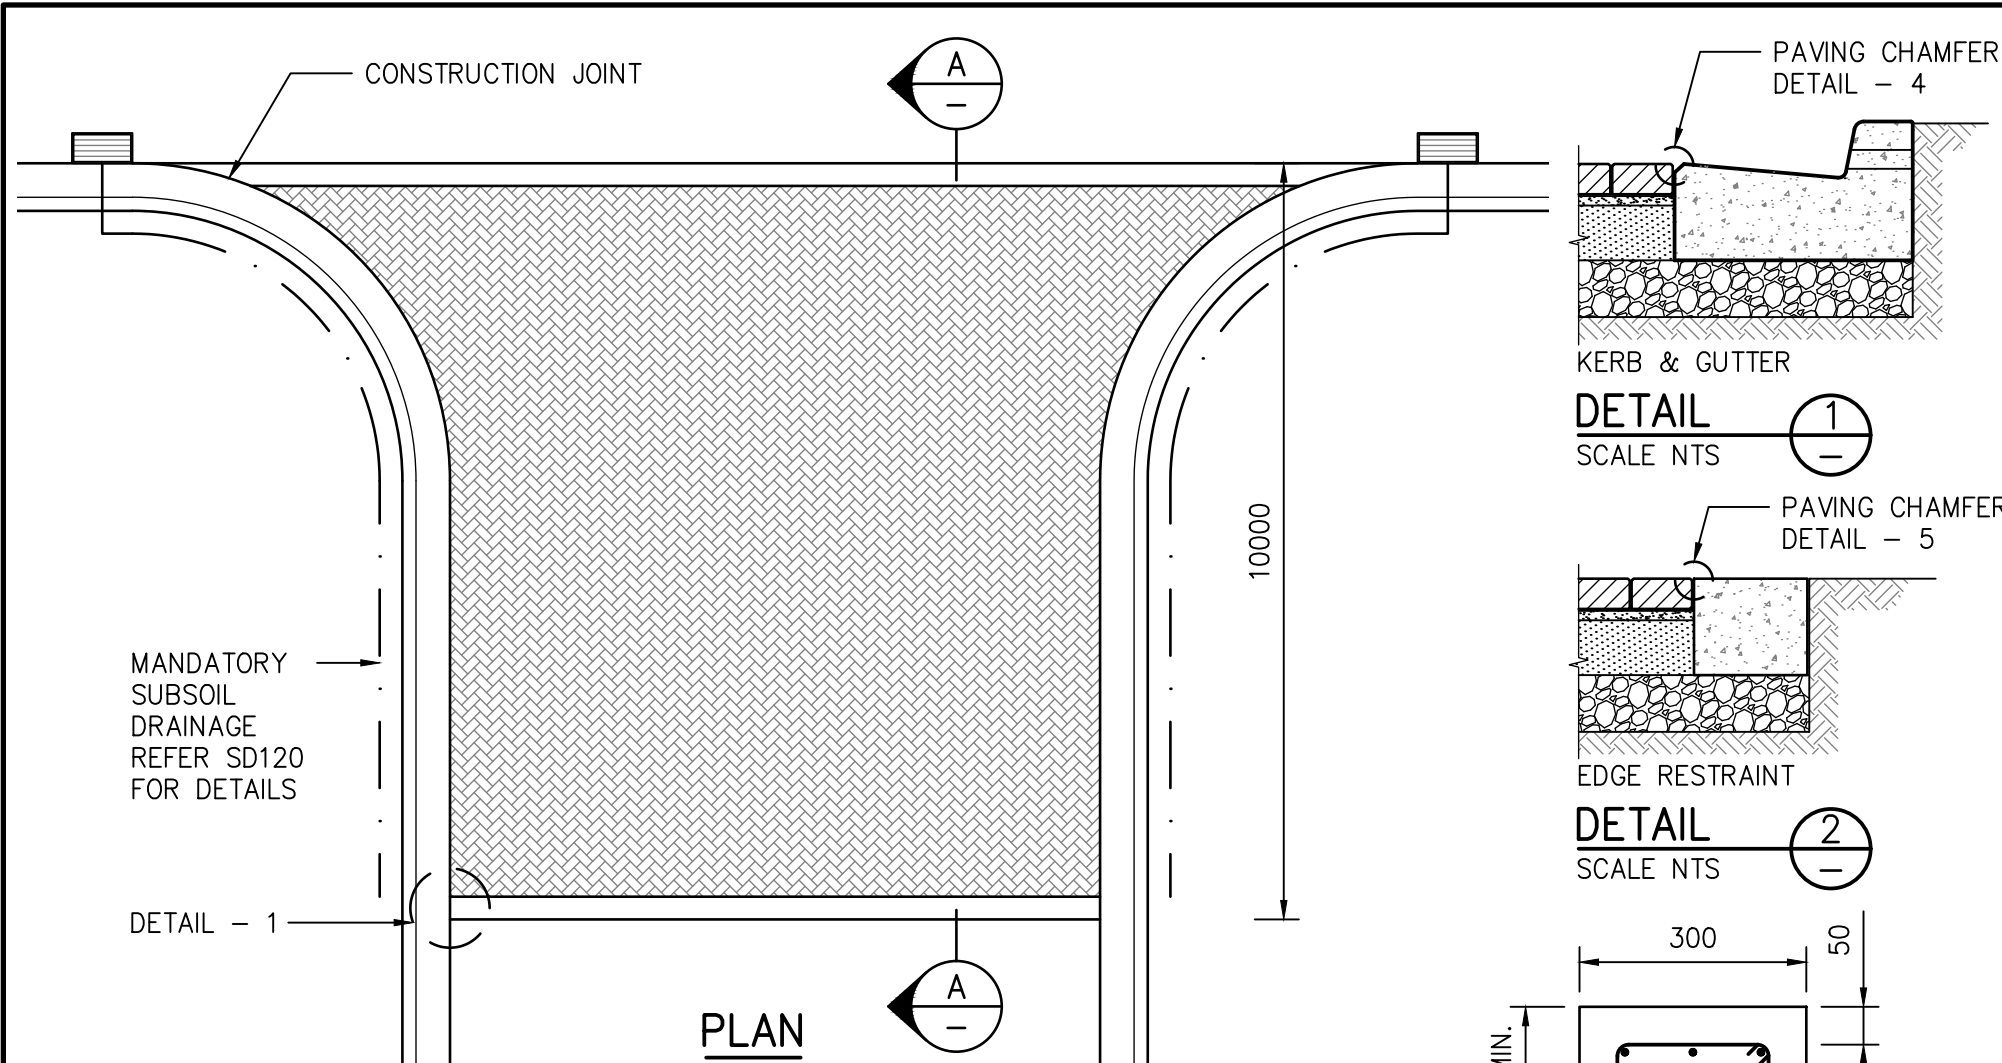 CONSTRUCTION JOINT
A
–
MANDATORY
SUBSOIL
DRAINAGE
REFER SD120
FOR DETAILS
DETAIL – 1
10000
A
–
PLAN
PAVING CHAMFER
DETAIL – 4
KERB & GUTTER
DETAIL
1
–
SCALE NTS
PAVING CHAMFER
DETAIL – 5
EDGE RESTRAINT
DETAIL
2
–
SCALE NTS
300
50
MIN.